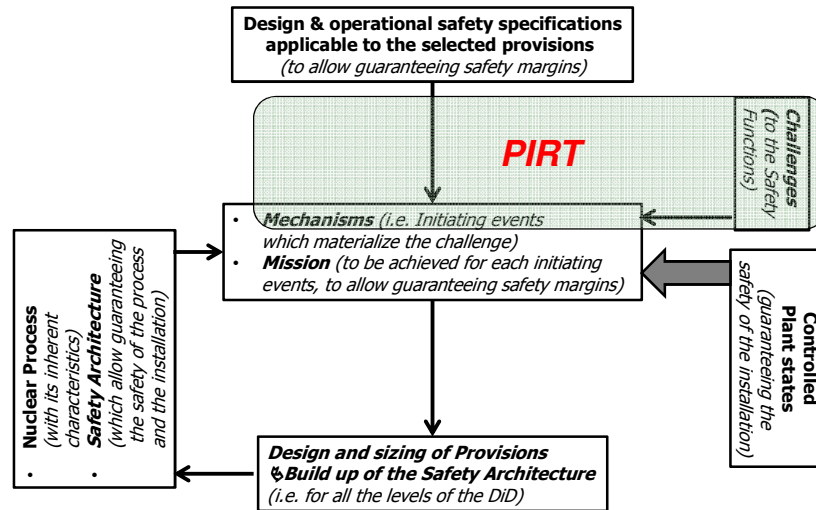 Design & operational safety specifications
applicable to the selected provisions
(to allow guaranteeing safety margins)
PIRT
Challenges
(to the Safety
Functions)
• Mechanisms (i.e. Initiating events
which materialize the challenge)
• Mission (to be achieved for each initiating
events, to allow guaranteeing safety margins)
• Nuclear Process
(with its inherent
characteristics)
• Safety Architecture
(which allow guaranteeing
the safety of the process
and the installation)
Controlled
Plant states
(guaranteeing the
safety of the installation)
Design and sizing of Provisions
↳Build up of the Safety Architecture
(i.e. for all the levels of the DiD)